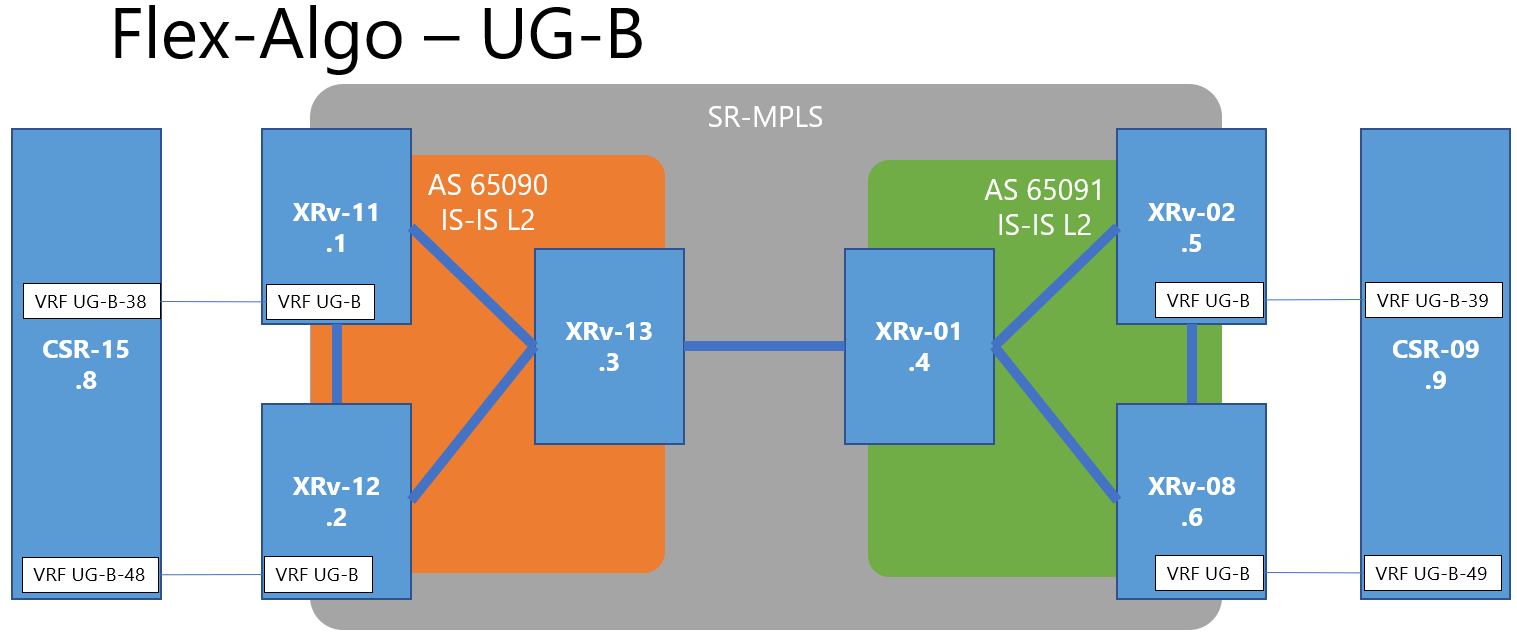 Flex-Algo – UG-B
SR-MPLS
AS 65090
IS-IS L2
AS 65091
IS-IS L2
XRv-11
.1
VRF UG-B
XRv-02
.5
VRF UG-B
VRF UG-B-38
CSR-15
.8
VRF UG-B-48
XRv-13
.3
XRv-01
.4
VRF UG-B-39
CSR-09
.9
VRF UG-B-49
XRv-12
.2
VRF UG-B
XRv-08
.6
VRF UG-B